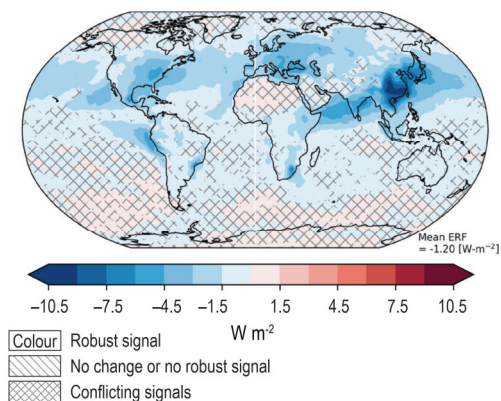 Mean ERF
= -1.20 [W-m⁻²]
−10.5 −7.5 −4.5 −1.5 1.5 4.5 7.5 10.5
W m⁻²
Colour Robust signal
No change or no robust signal
Conflicting signals